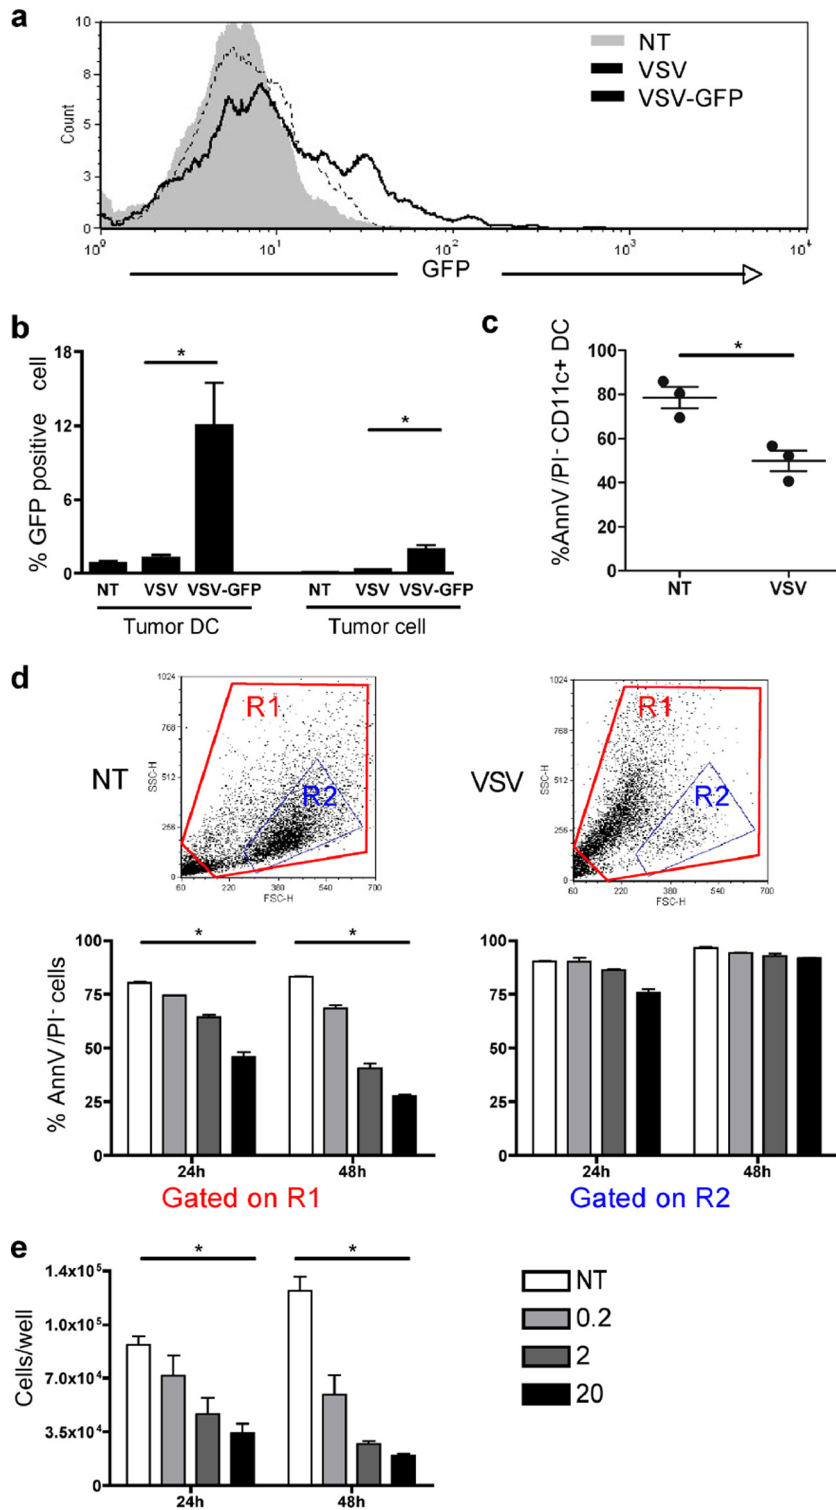 a
10
8
5
3
0
Count
10⁰
10¹
10⁻²
10³
10⁴
GFP
NT
VSV
VSV-GFP
b
18
12
6
0
% GFP positive cell
*
*
NT VSV VSV-GFP NT VSV VSV-GFP
Tumor DC Tumor cell
c
100
80
60
40
20
0
%AnnV⁻/PI⁻ CD11c+ DC
*
NT VSV
d
NT
1024
768
512
256
0
SSC-H
R1
R2
60 220 380 540 700
FSC-H
VSV
1024
768
512
256
0
SSC-H
R1
R2
60 220 380 540 700
FSC-H
100
75
50
25
0
% AnnV⁻/PI⁻ cells
*
*
24h 48h
Gated on R1
100
75
50
25
0
24h 48h
Gated on R2
e
1.4x10⁵
1.0x10⁵
7.0x10⁴
3.5x10⁴
0
Cells/well
*
*
24h 48h
NT
0.2
2
20